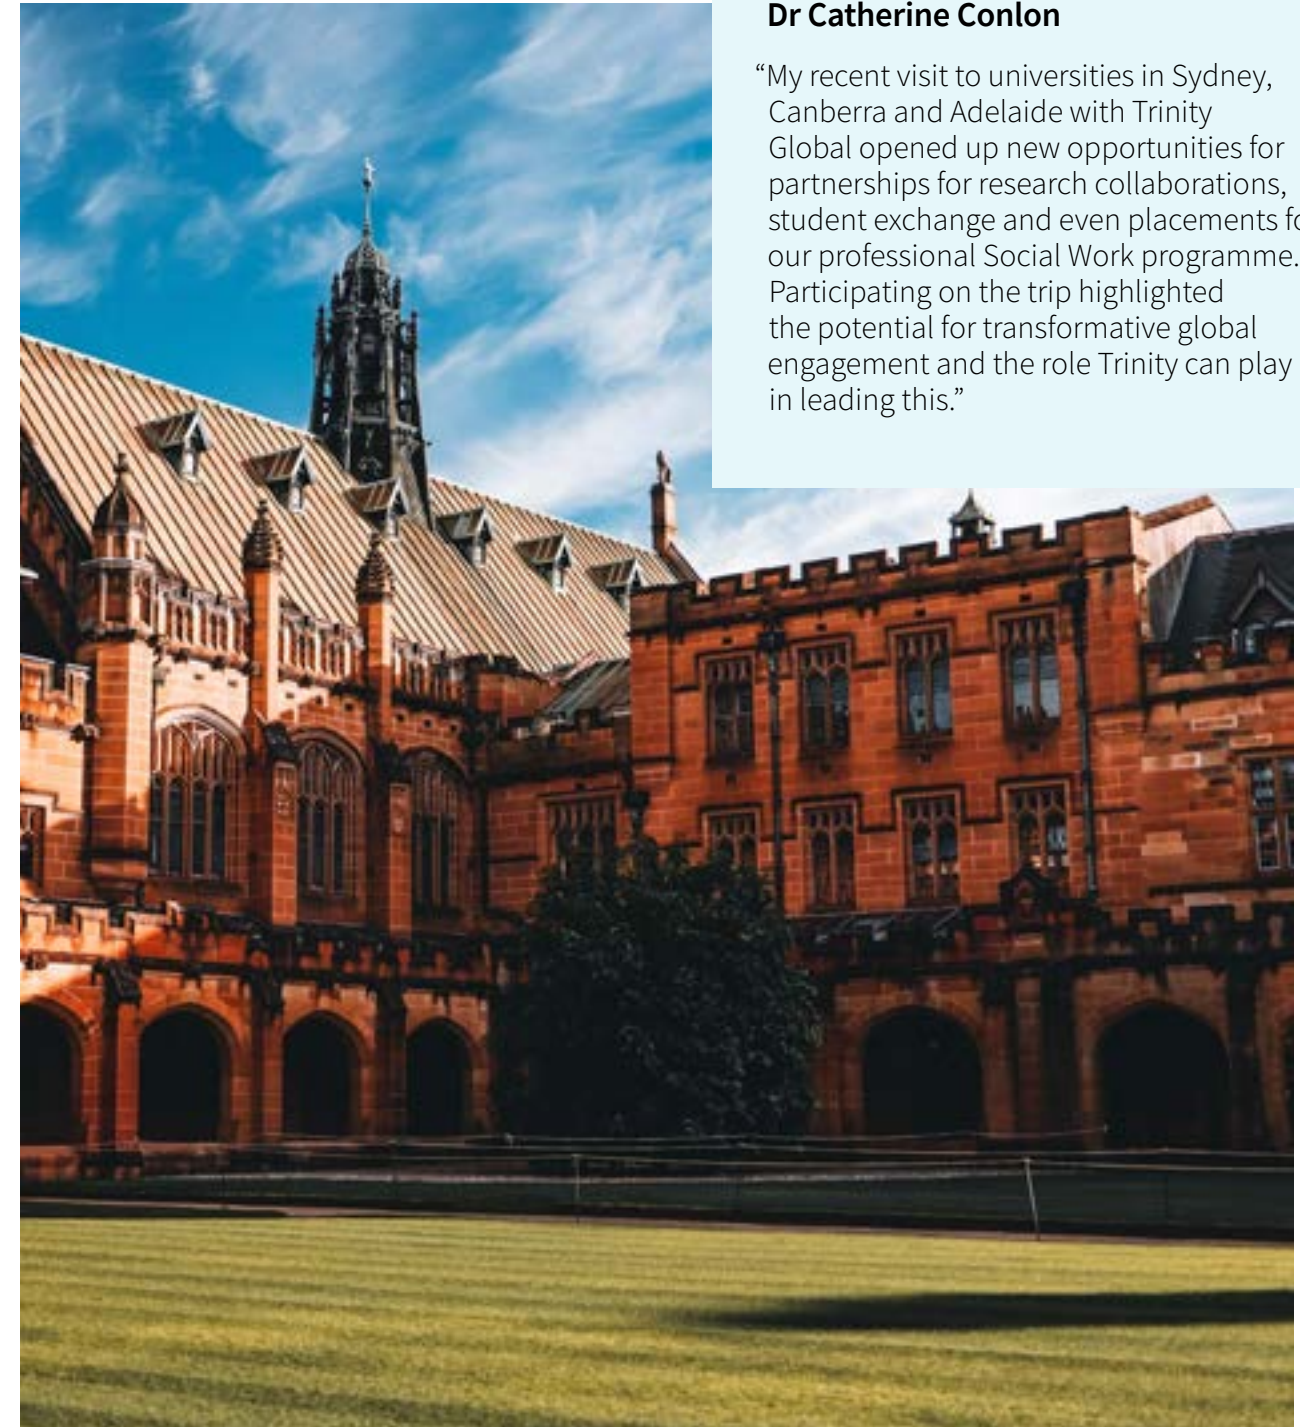 Dr Catherine Conlon
“My recent visit to universities in Sydney,
Canberra and Adelaide with Trinity
Global opened up new opportunities for
partnerships for research collaborations,
student exchange and even placements fo
our professional Social Work programme.
Participating on the trip highlighted
the potential for transformative global
engagement and the role Trinity can play
in leading this.”